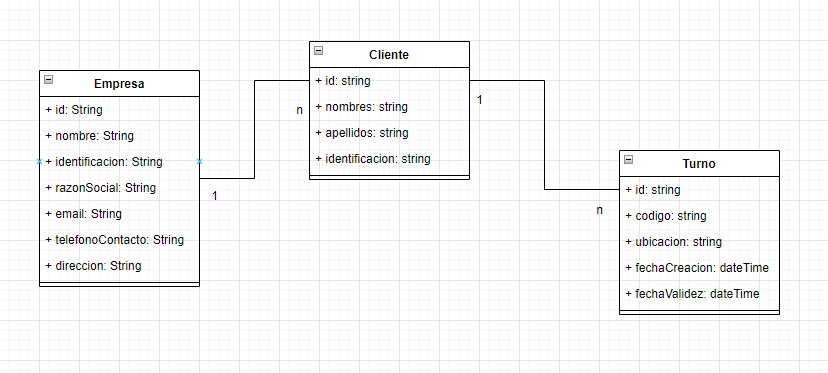 Empresa
+ id: String
+ nombre: String
+ identificacion: String
+ razonSocial: String
+ email: String
+ telefonoContacto: String
+ direccion: String
1
n
Cliente
+ id: string
+ nombres: string
+ apellidos: string
+ identificacion: string
1
n
Turno
+ id: string
+ codigo: string
+ ubicacion: string
+ fechaCreacion: dateTime
+ fechaValidez: dateTime